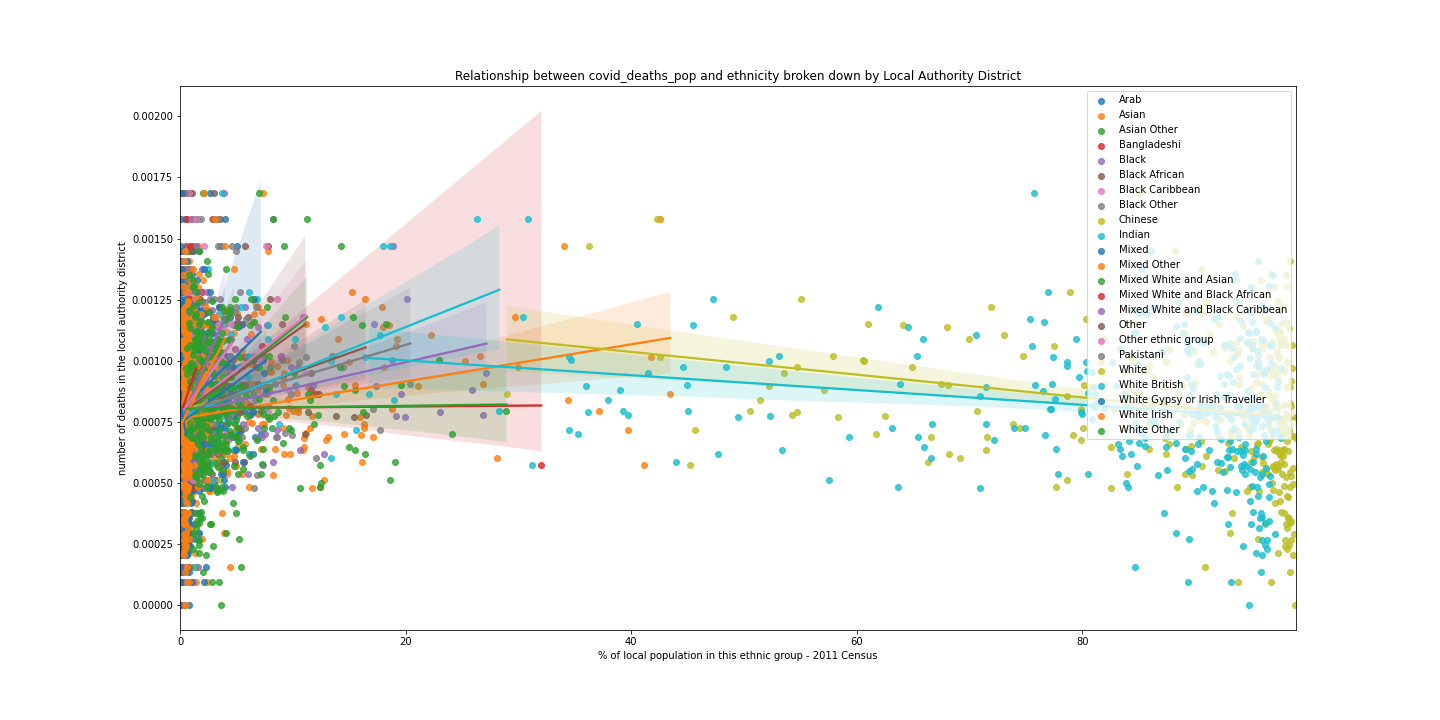 Relationship between covid_deaths_pop and ethnicity broken down by Local Authority District
number of deaths in the local authority district
0.00200
0.00175
0.00150
0.00125
0.00100
0.00075
0.00050
0.00025
0.00000
Arab
Asian
Asian Other
Bangladeshi
Black
Black African
Black Caribbean
Black Other
Chinese
Indian
Mixed
Mixed Other
Mixed White and Asian
Mixed White and Black African
Mixed White and Black Caribbean
Other
Other ethnic group
Pakistani
White
White British
White Gypsy or Irish Traveller
White Irish
White Other
0 20 40 60 80
% of local population in this ethnic group - 2011 Census